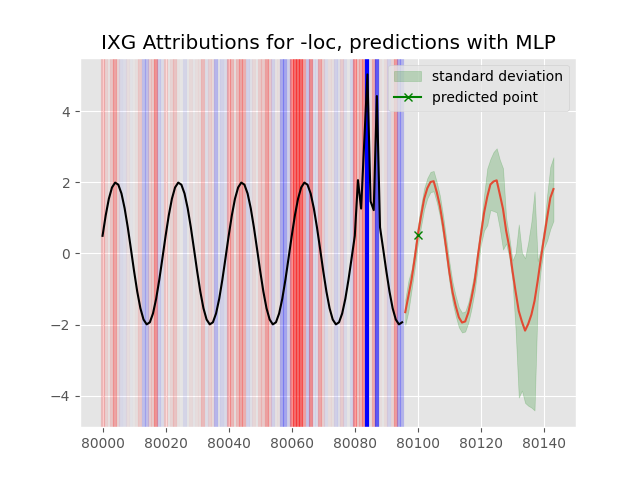 IXG Attributions for -loc, predictions with MLP
standard deviation
predicted point
4
2
0
−2
−4
80000 80020 80040 80060 80080 80100 80120 80140